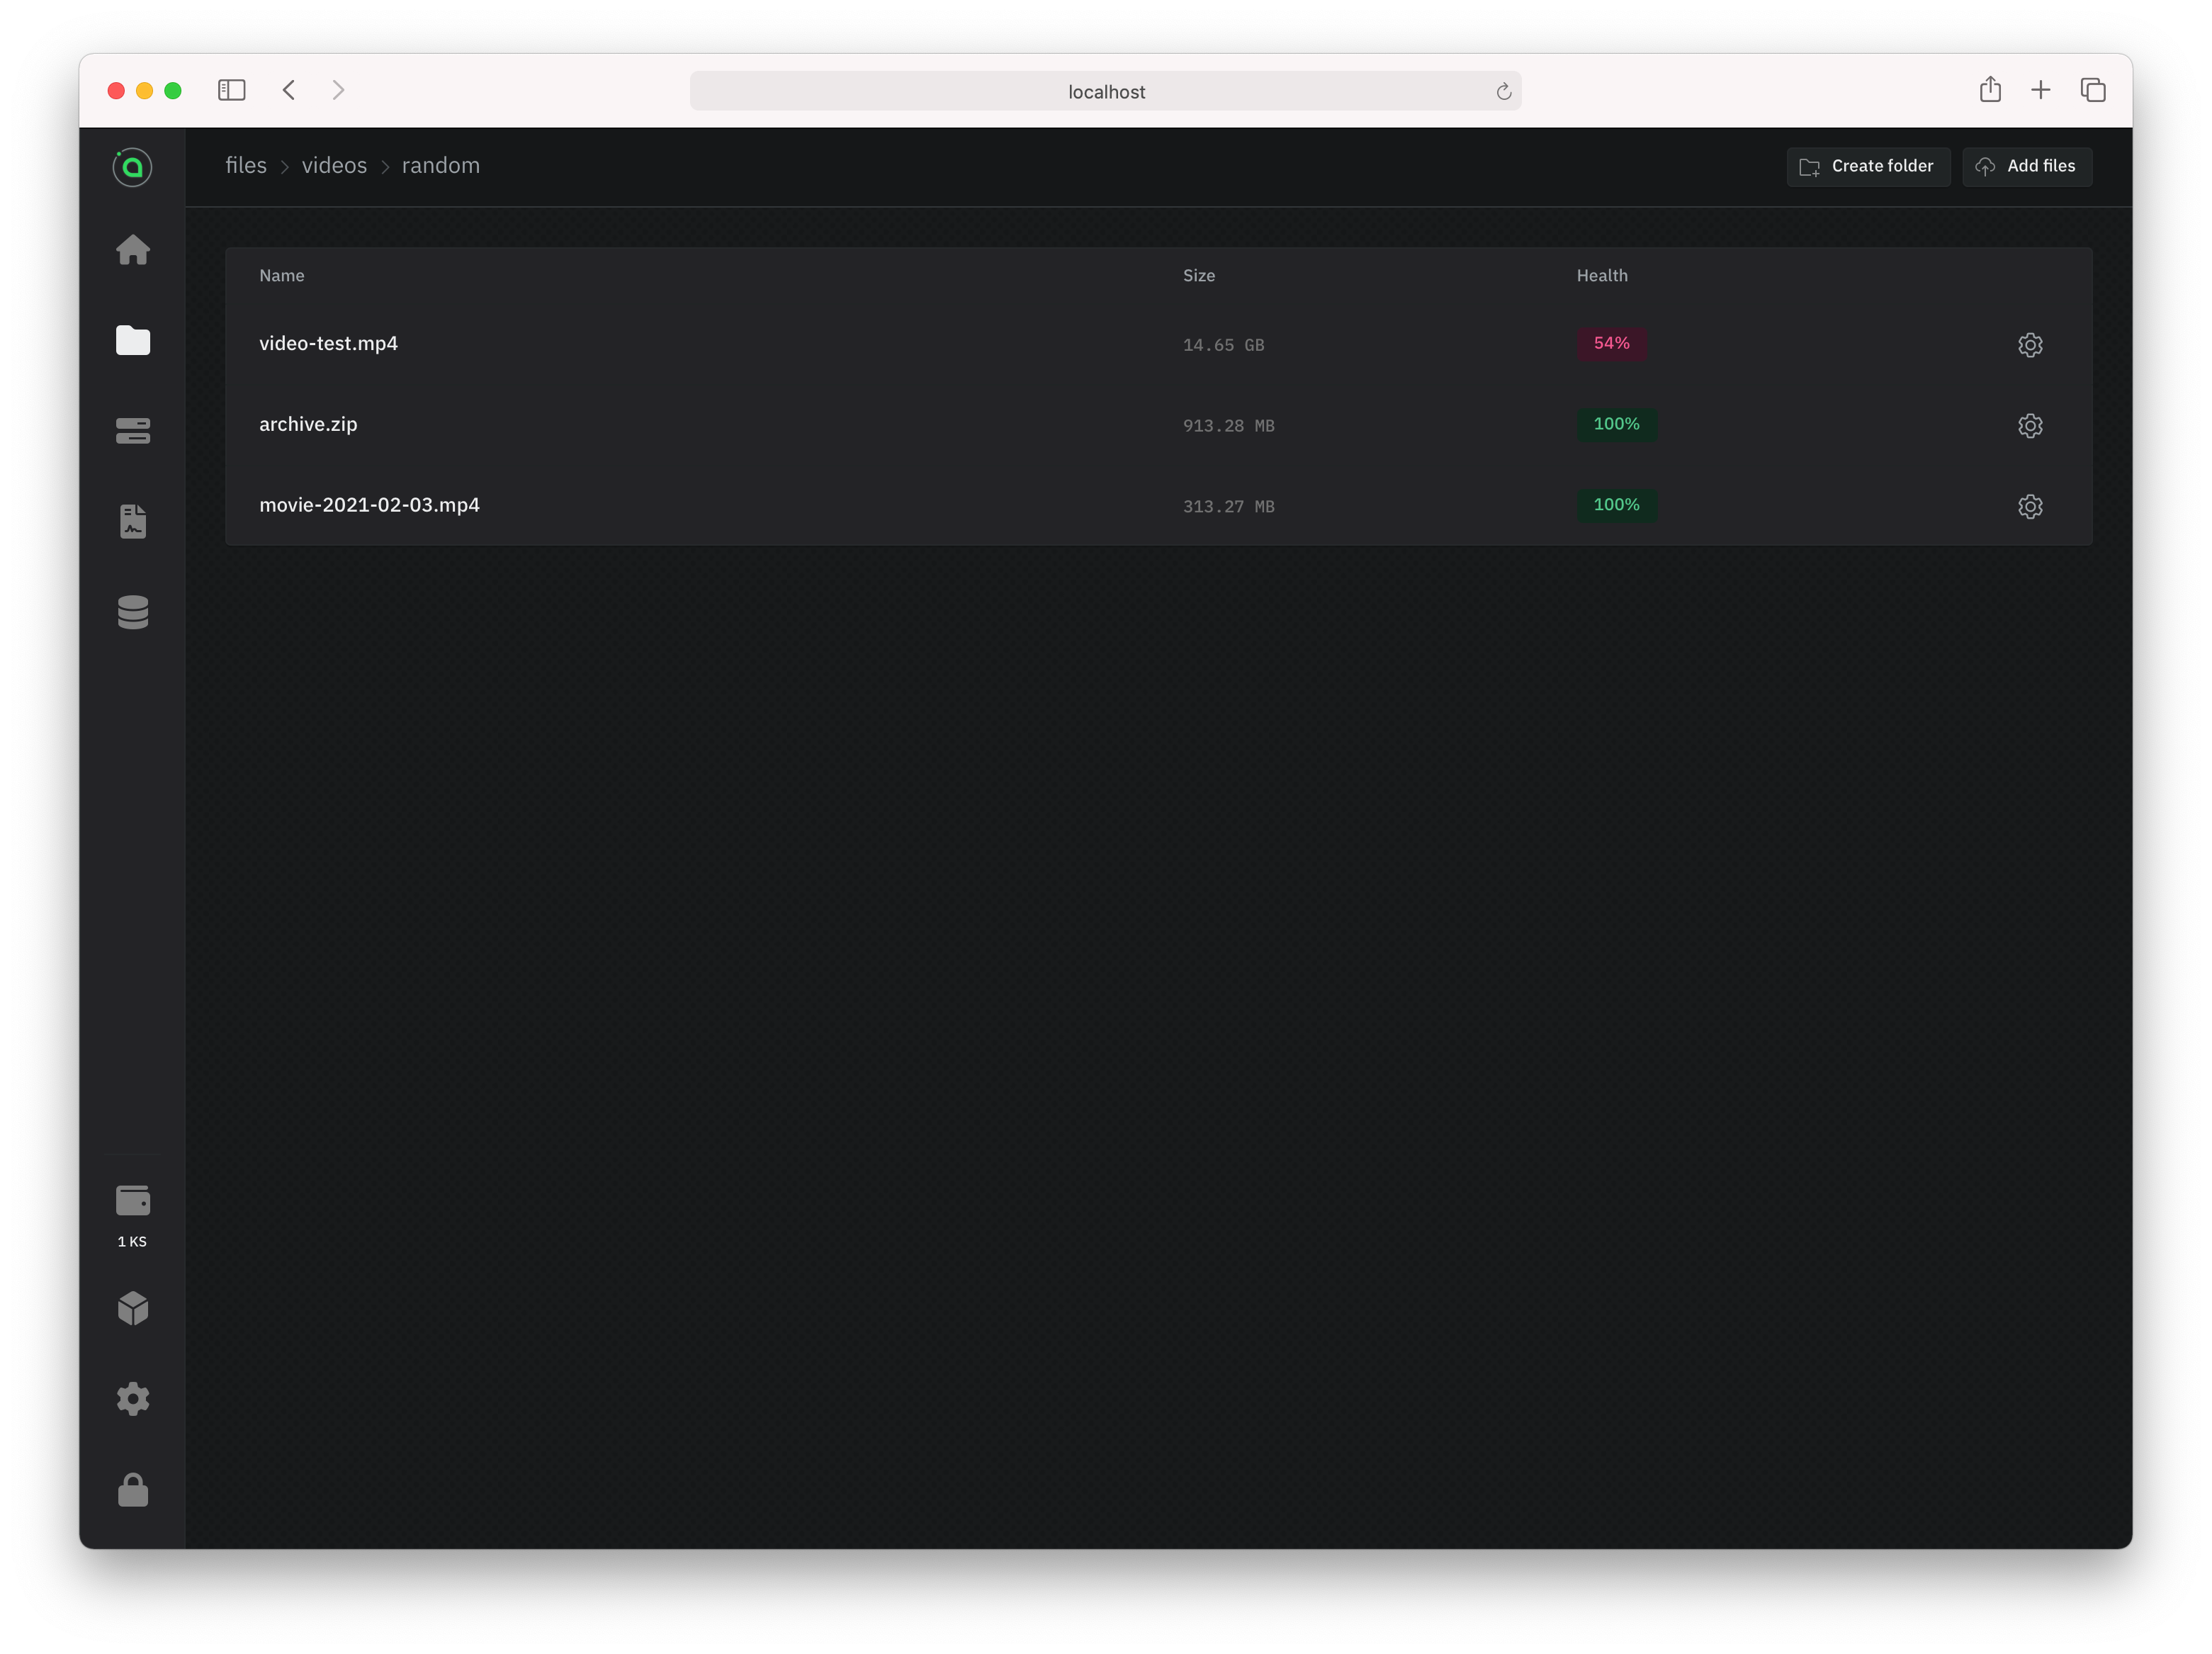 localhost
files > videos > random
Create folder
Add files
Name Size Health
video-test.mp4 14.65 GB 54%
archive.zip 913.28 MB 100%
movie-2021-02-03.mp4 313.27 MB 100%
1 KS